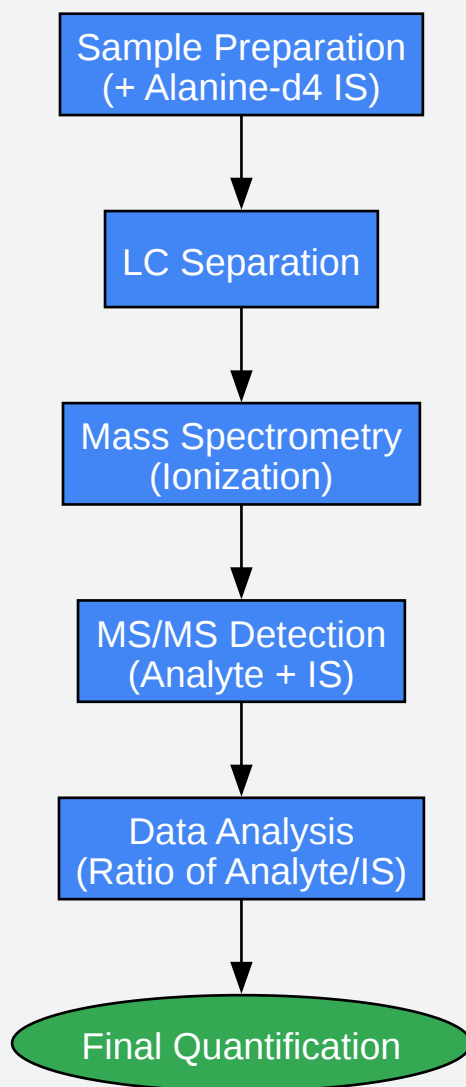 Sample Preparation
(+ Alanine-d4 IS)
LC Separation
Mass Spectrometry
(Ionization)
MS/MS Detection
(Analyte + IS)
Data Analysis
(Ratio of Analyte/IS)
Final Quantification